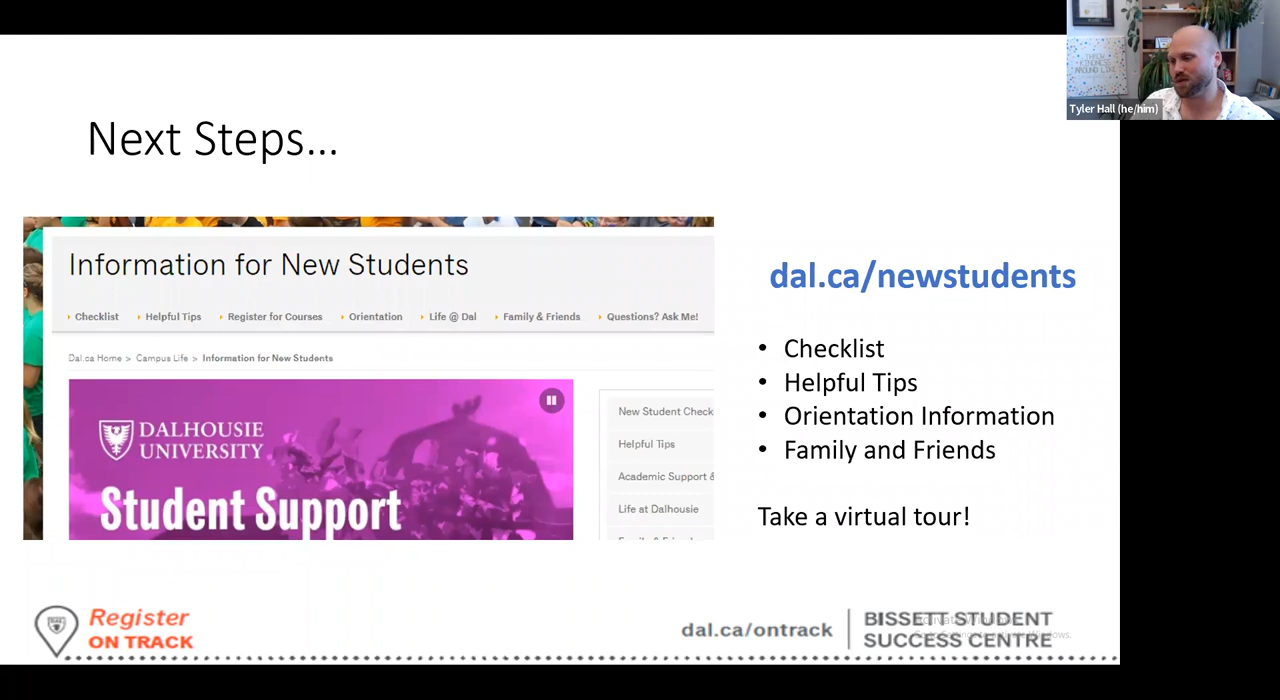 Tyler Hall (he/him)
Next Steps...
Information for New Students
Checklist
Helpful Tips
Register for Courses
Orientation
Life @ Dal
Family & Friends
Questions? Ask Me!
Dal.ca Home > Campus Life > Information for New Students
DALHOUSIE
UNIVERSITY
Student Support
New Student Check
Helpful Tips
Academic Support &
Life at Dalhousie
dal.ca/newstudents
• Checklist
• Helpful Tips
• Orientation Information
• Family and Friends
Take a virtual tour!
Register
ON TRACK
dal.ca/ontrack
BISSETT STUDENT
SUCCESS CENTRE